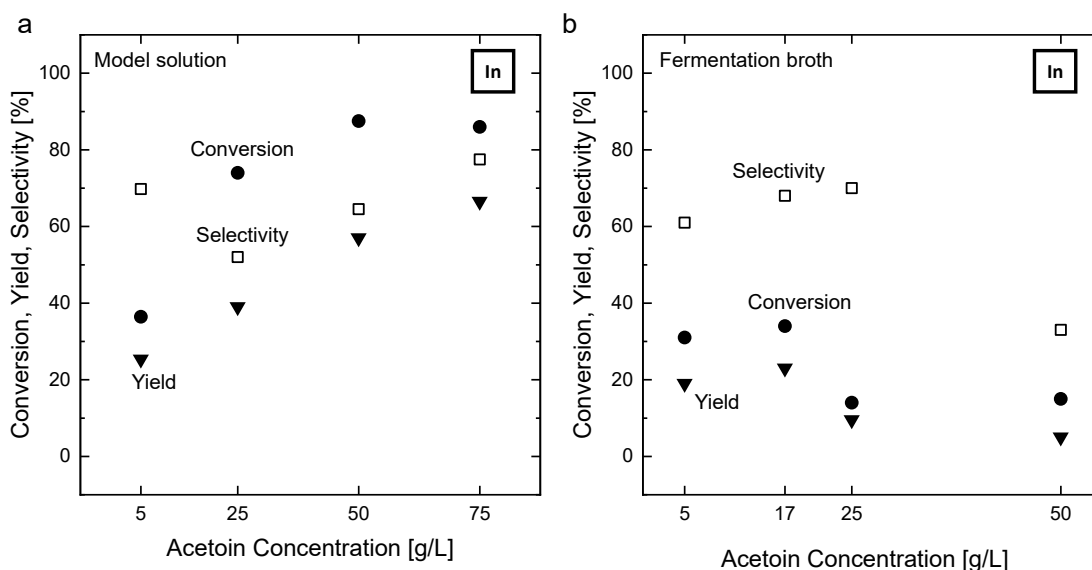 a
Model solution
In
Conversion
Selectivity
Yield
Conversion, Yield, Selectivity [%]
100
80
60
40
20
0
5 25 50 75
Acetoin Concentration [g/L]
b
Fermentation broth
In
Selectivity
Conversion
Yield
Conversion, Yield, Selectivity [%]
100
80
60
40
20
0
5 17 25 50
Acetoin Concentration [g/L]